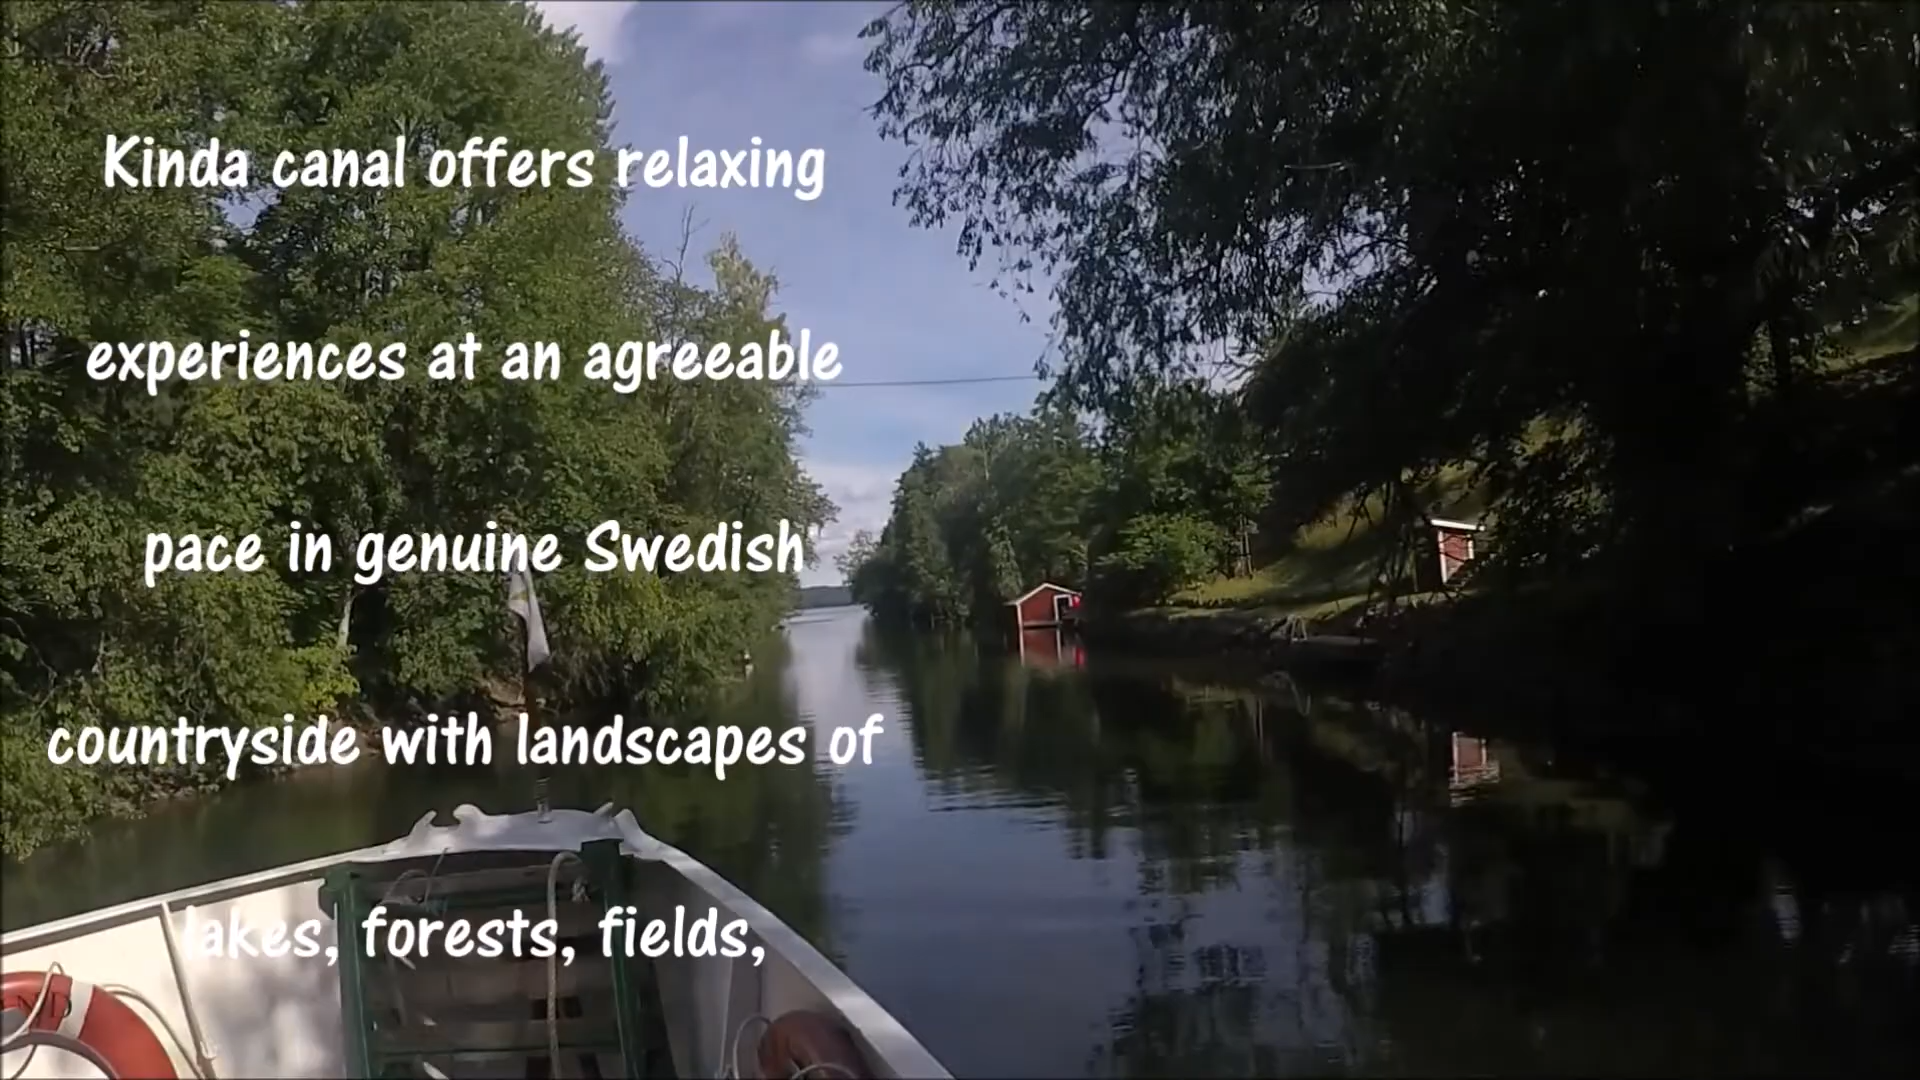 Kinda canal offers relaxing
experiences at an agreeable
pace in genuine Swedish
countryside with landscapes of
lakes, forests, fields,